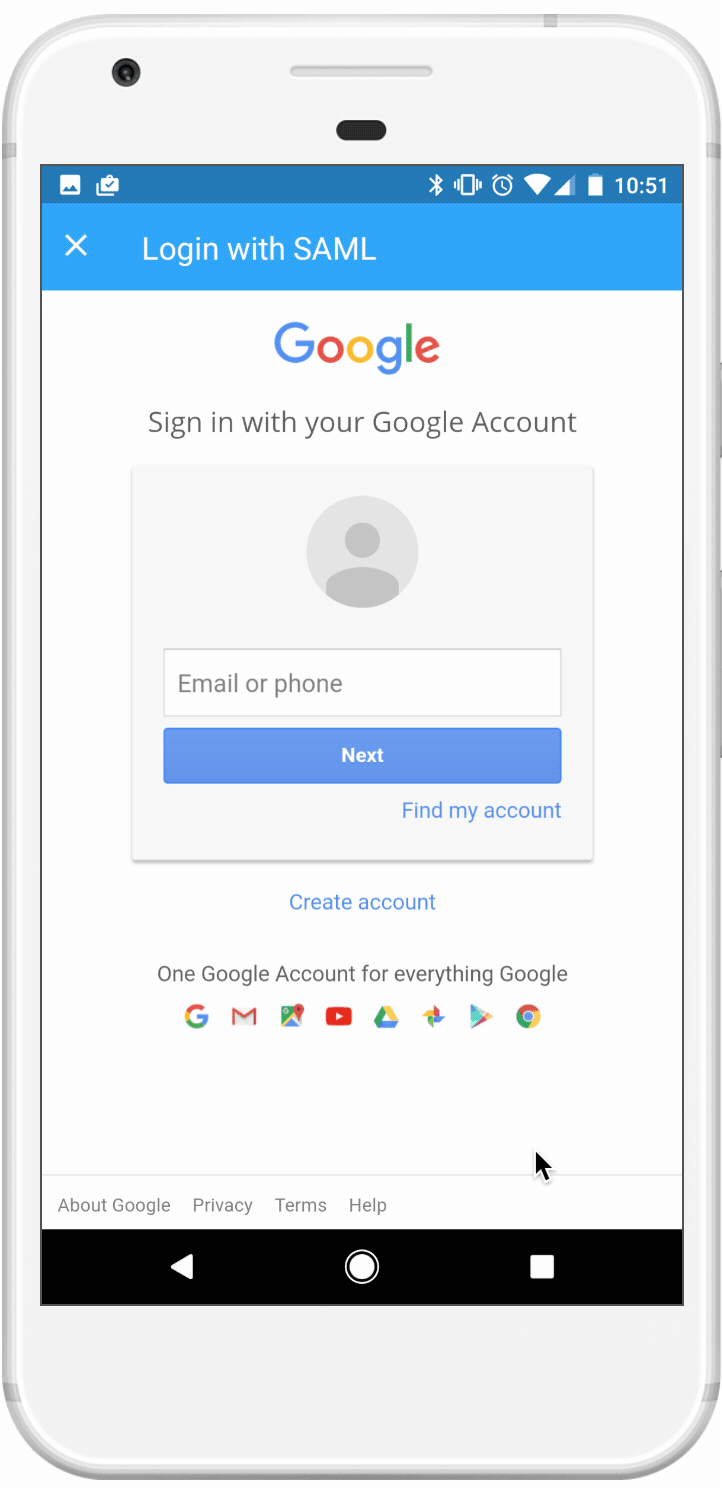 10:51
Login with SAML
Google
Sign in with your Google Account
Email or phone
Next
Find my account
Create account
One Google Account for everything Google
About Google Privacy Terms Help